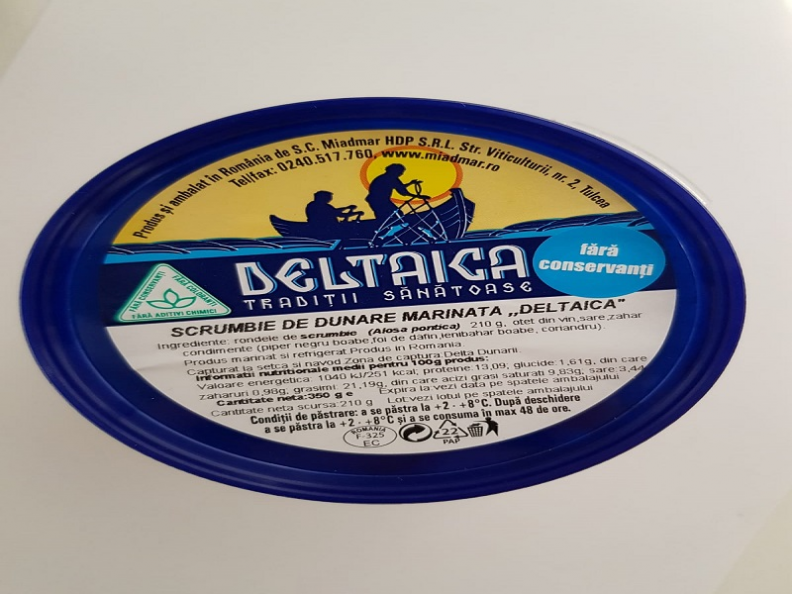 Produs și ambalat în România de S.C. Miadmar HDP S.R.L. Str. Viticulturii, nr. 2, Tulcea
Tel/fax: 0240.517.760, www.miadmar.ro
DELTAICA
TRADIȚII SĂNĂTOASE
fără
conservanți
FĂRĂ CONSERVANȚI
FĂRĂ COLORANȚI
FĂRĂ ADITIVI CHIMICI
SCRUMBIE DE DUNARE MARINATA ,,DELTAICA"
Ingrediente: rondele de scrumbie (Alosa pontica) 210 g, otet din vin,sare,zahar
condimente (piper negru boabe,foi de dafin,ienibahar boabe, coriandru).
Produs marinat si refrigerat.Produs in Romania
Capturat la setca si navod.Zona de captura Delta Dunarii.
Informatii nutritionale medii pentru 100g produs:
Valoare energetica: 1040 kJ/251 kcal, proteine:13,09, glucide:1,61g, din care
zaharuri 0,98g, grasimi: 21,19g, din care acizi grasi saturati 9,83g, sare:3,44
Cantitate neta:350 g e Expira la:vezi data pe spatele ambalajului
Cantitate neta scursa:210 g Lot:vezi lotul pe spatele ambalajului
Condiții de păstrare: a se păstra la +2 - +8°C. După deschidere
a se păstra la +2 - +8°C și a se consuma în max 48 de ore.
ROMANIA
F-325
EC
22
PAP